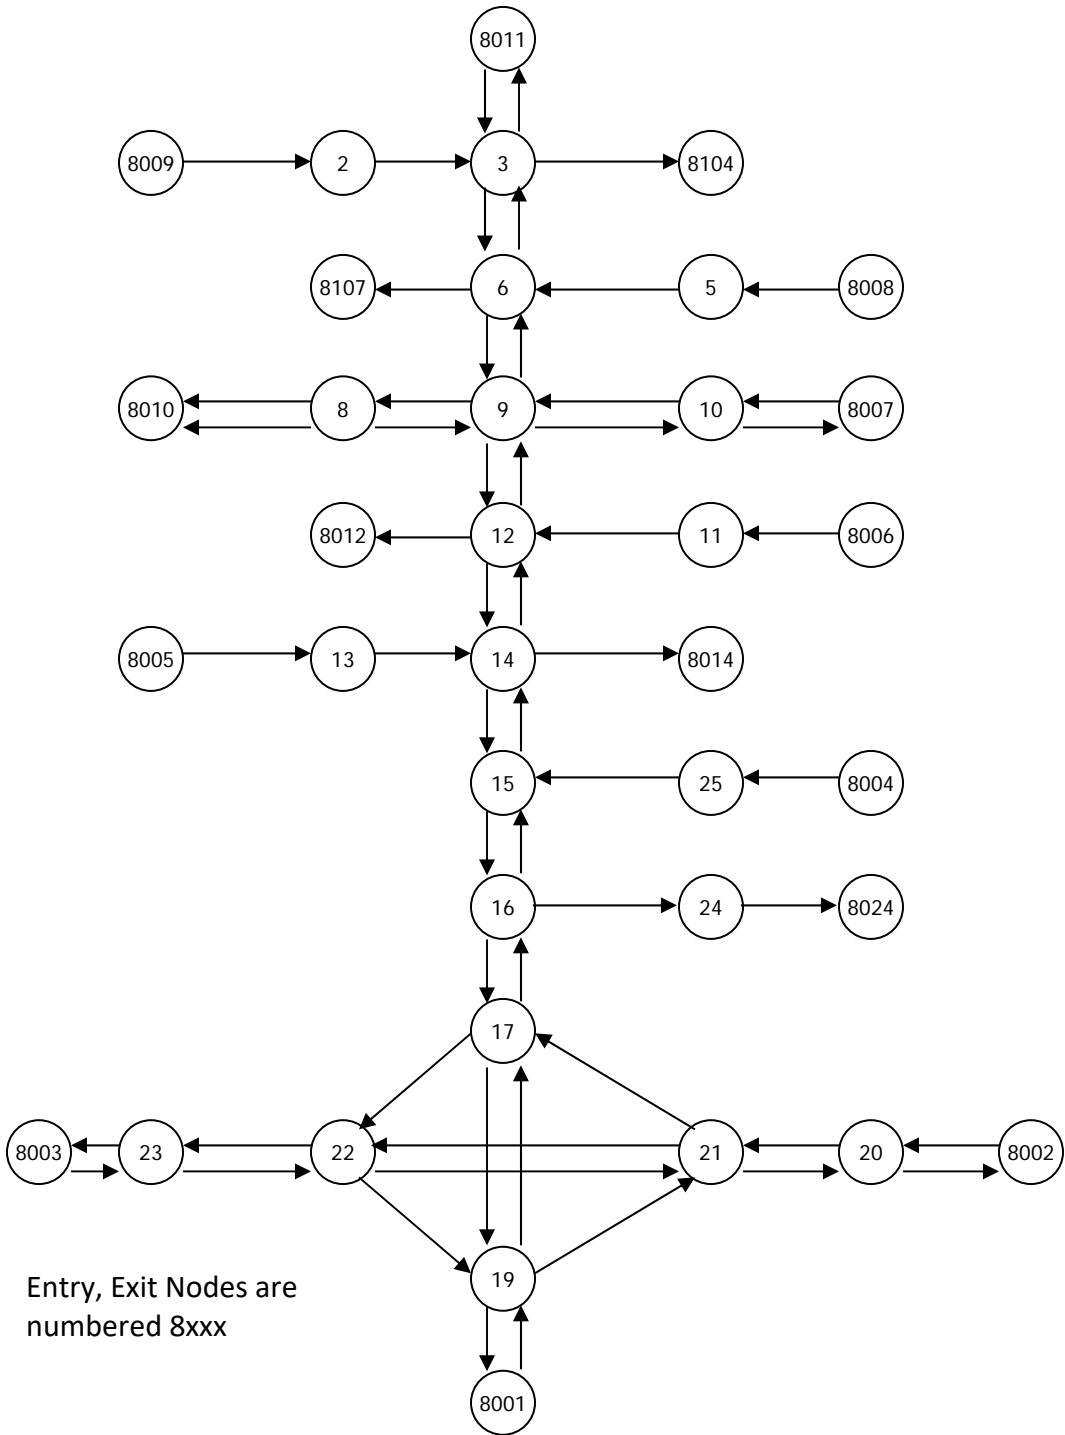 8011
8009 2 3 8104
8107 6 5 8008
8010 8 9 10 8007
8012 12 11 8006
8005 13 14 8014
15 25 8004
16 24 8024
17
8003 23 22 21 20 8002
19
Entry, Exit Nodes are
numbered 8xxx
8001